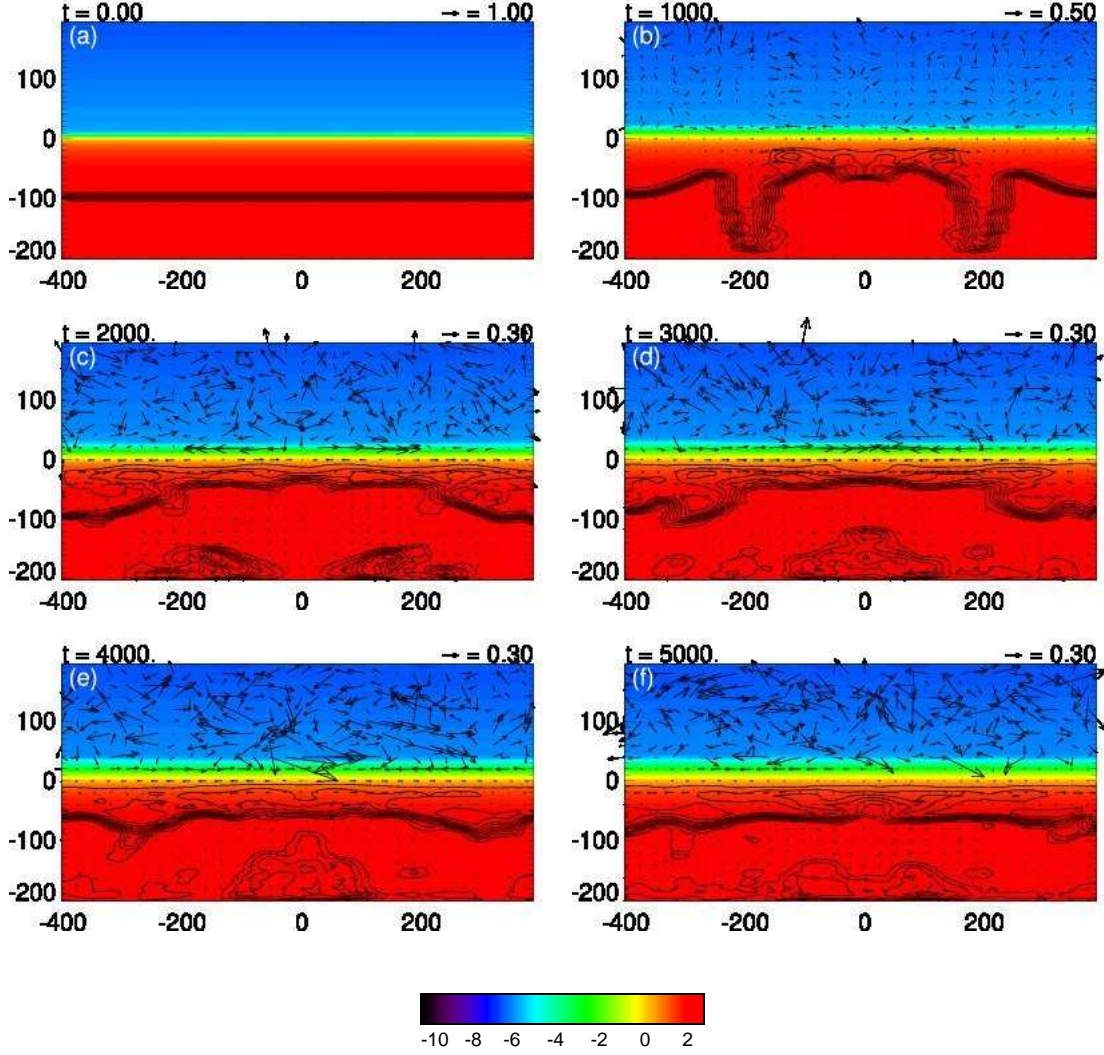 t = 0.00 → = 1.00
(a)
100
0
-100
-200
-400 -200 0 200
t = 1000. → = 0.50
(b)
100
0
-100
-200
-400 -200 0 200
t = 2000. → = 0.30
(c)
100
0
-100
-200
-400 -200 0 200
t = 3000. → = 0.30
(d)
100
0
-100
-200
-400 -200 0 200
t = 4000. → = 0.30
(e)
100
0
-100
-200
-400 -200 0 200
t = 5000. → = 0.30
(f)
100
0
-100
-200
-400 -200 0 200
-10 -8 -6 -4 -2 0 2